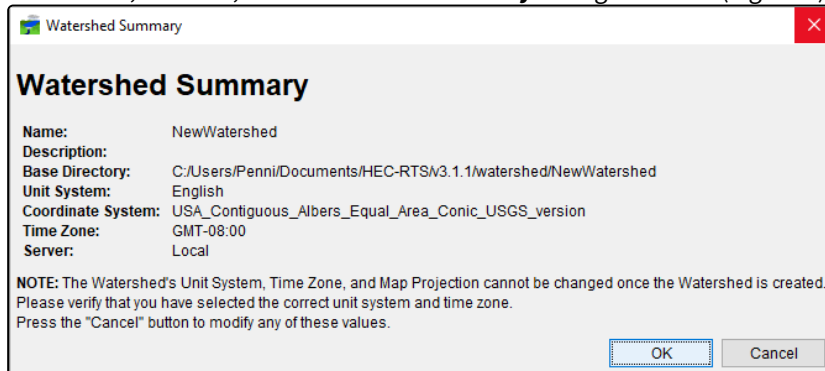 Watershed Summary
Watershed Summary
Name: NewWatershed
Description:
Base Directory: C:/Users/Penni/Documents/HEC-RTS/v3.1.1/watershed/NewWatershed
Unit System: English
Coordinate System: USA_Contiguous_Albers_Equal_Area_Conic_USGS_version
Time Zone: GMT-08:00
Server: Local
NOTE: The Watershed's Unit System, Time Zone, and Map Projection cannot be changed once the Watershed is created.
Please verify that you have selected the correct unit system and time zone.
Press the "Cancel" button to modify any of these values.
OK Cancel